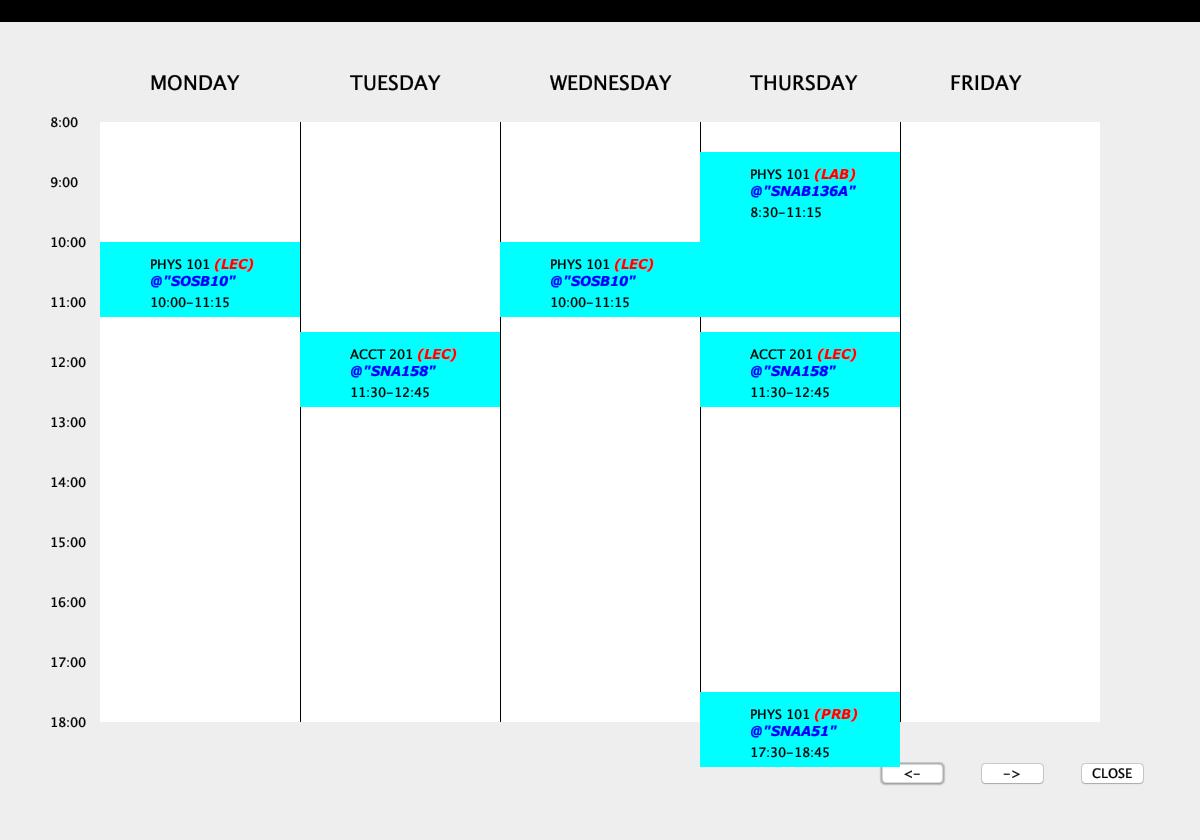 MONDAY TUESDAY WEDNESDAY THURSDAY FRIDAY
8:00
PHYS 101 (LAB)
@"SNAB136A"
8:30-11:15
9:00
10:00
PHYS 101 (LEC)
@"SOSB10"
10:00-11:15
PHYS 101 (LEC)
@"SOSB10"
10:00-11:15
11:00
ACCT 201 (LEC)
@"SNA158"
11:30-12:45
ACCT 201 (LEC)
@"SNA158"
11:30-12:45
12:00
13:00
14:00
15:00
16:00
17:00
18:00
PHYS 101 (PRB)
@"SNAA51"
17:30-18:45
<- -> CLOSE